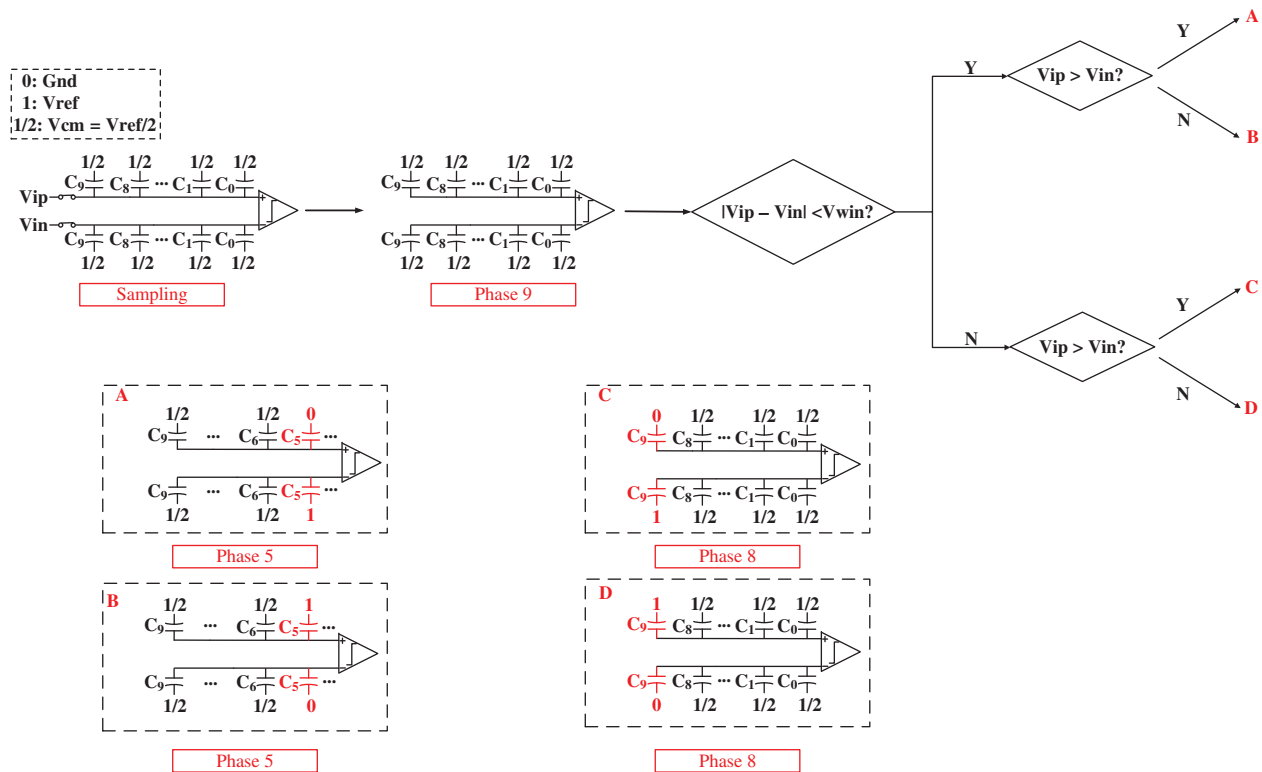 0: Gnd
1: Vref
1/2: Vcm = Vref/2
1/2 1/2 1/2 1/2
C9 C8 ··· C1 C0
Vip
+
Vin
−
C9 C8 ··· C1 C0
1/2 1/2 1/2 1/2
Sampling
1/2 1/2 1/2 1/2
C9 C8 ··· C1 C0
+
−
C9 C8 ··· C1 C0
1/2 1/2 1/2 1/2
Phase 9
|Vip – Vin| <Vwin?
Y
Vip > Vin?
Y
A
N
B
N
Vip > Vin?
Y
C
N
D
A
1/2 1/2 0
C9 ··· C6 C5 ···
+
−
C9 ··· C6 C5 ···
1/2 1/2 1
Phase 5
C
0 1/2 1/2 1/2
C9 C8 ··· C1 C0
+
−
C9 C8 ··· C1 C0
1 1/2 1/2 1/2
Phase 8
B
1/2 1/2 1
C9 ··· C6 C5 ···
+
−
C9 ··· C6 C5 ···
1/2 1/2 0
Phase 5
D
1 1/2 1/2 1/2
C9 C8 ··· C1 C0
+
−
C9 C8 ··· C1 C0
0 1/2 1/2 1/2
Phase 8